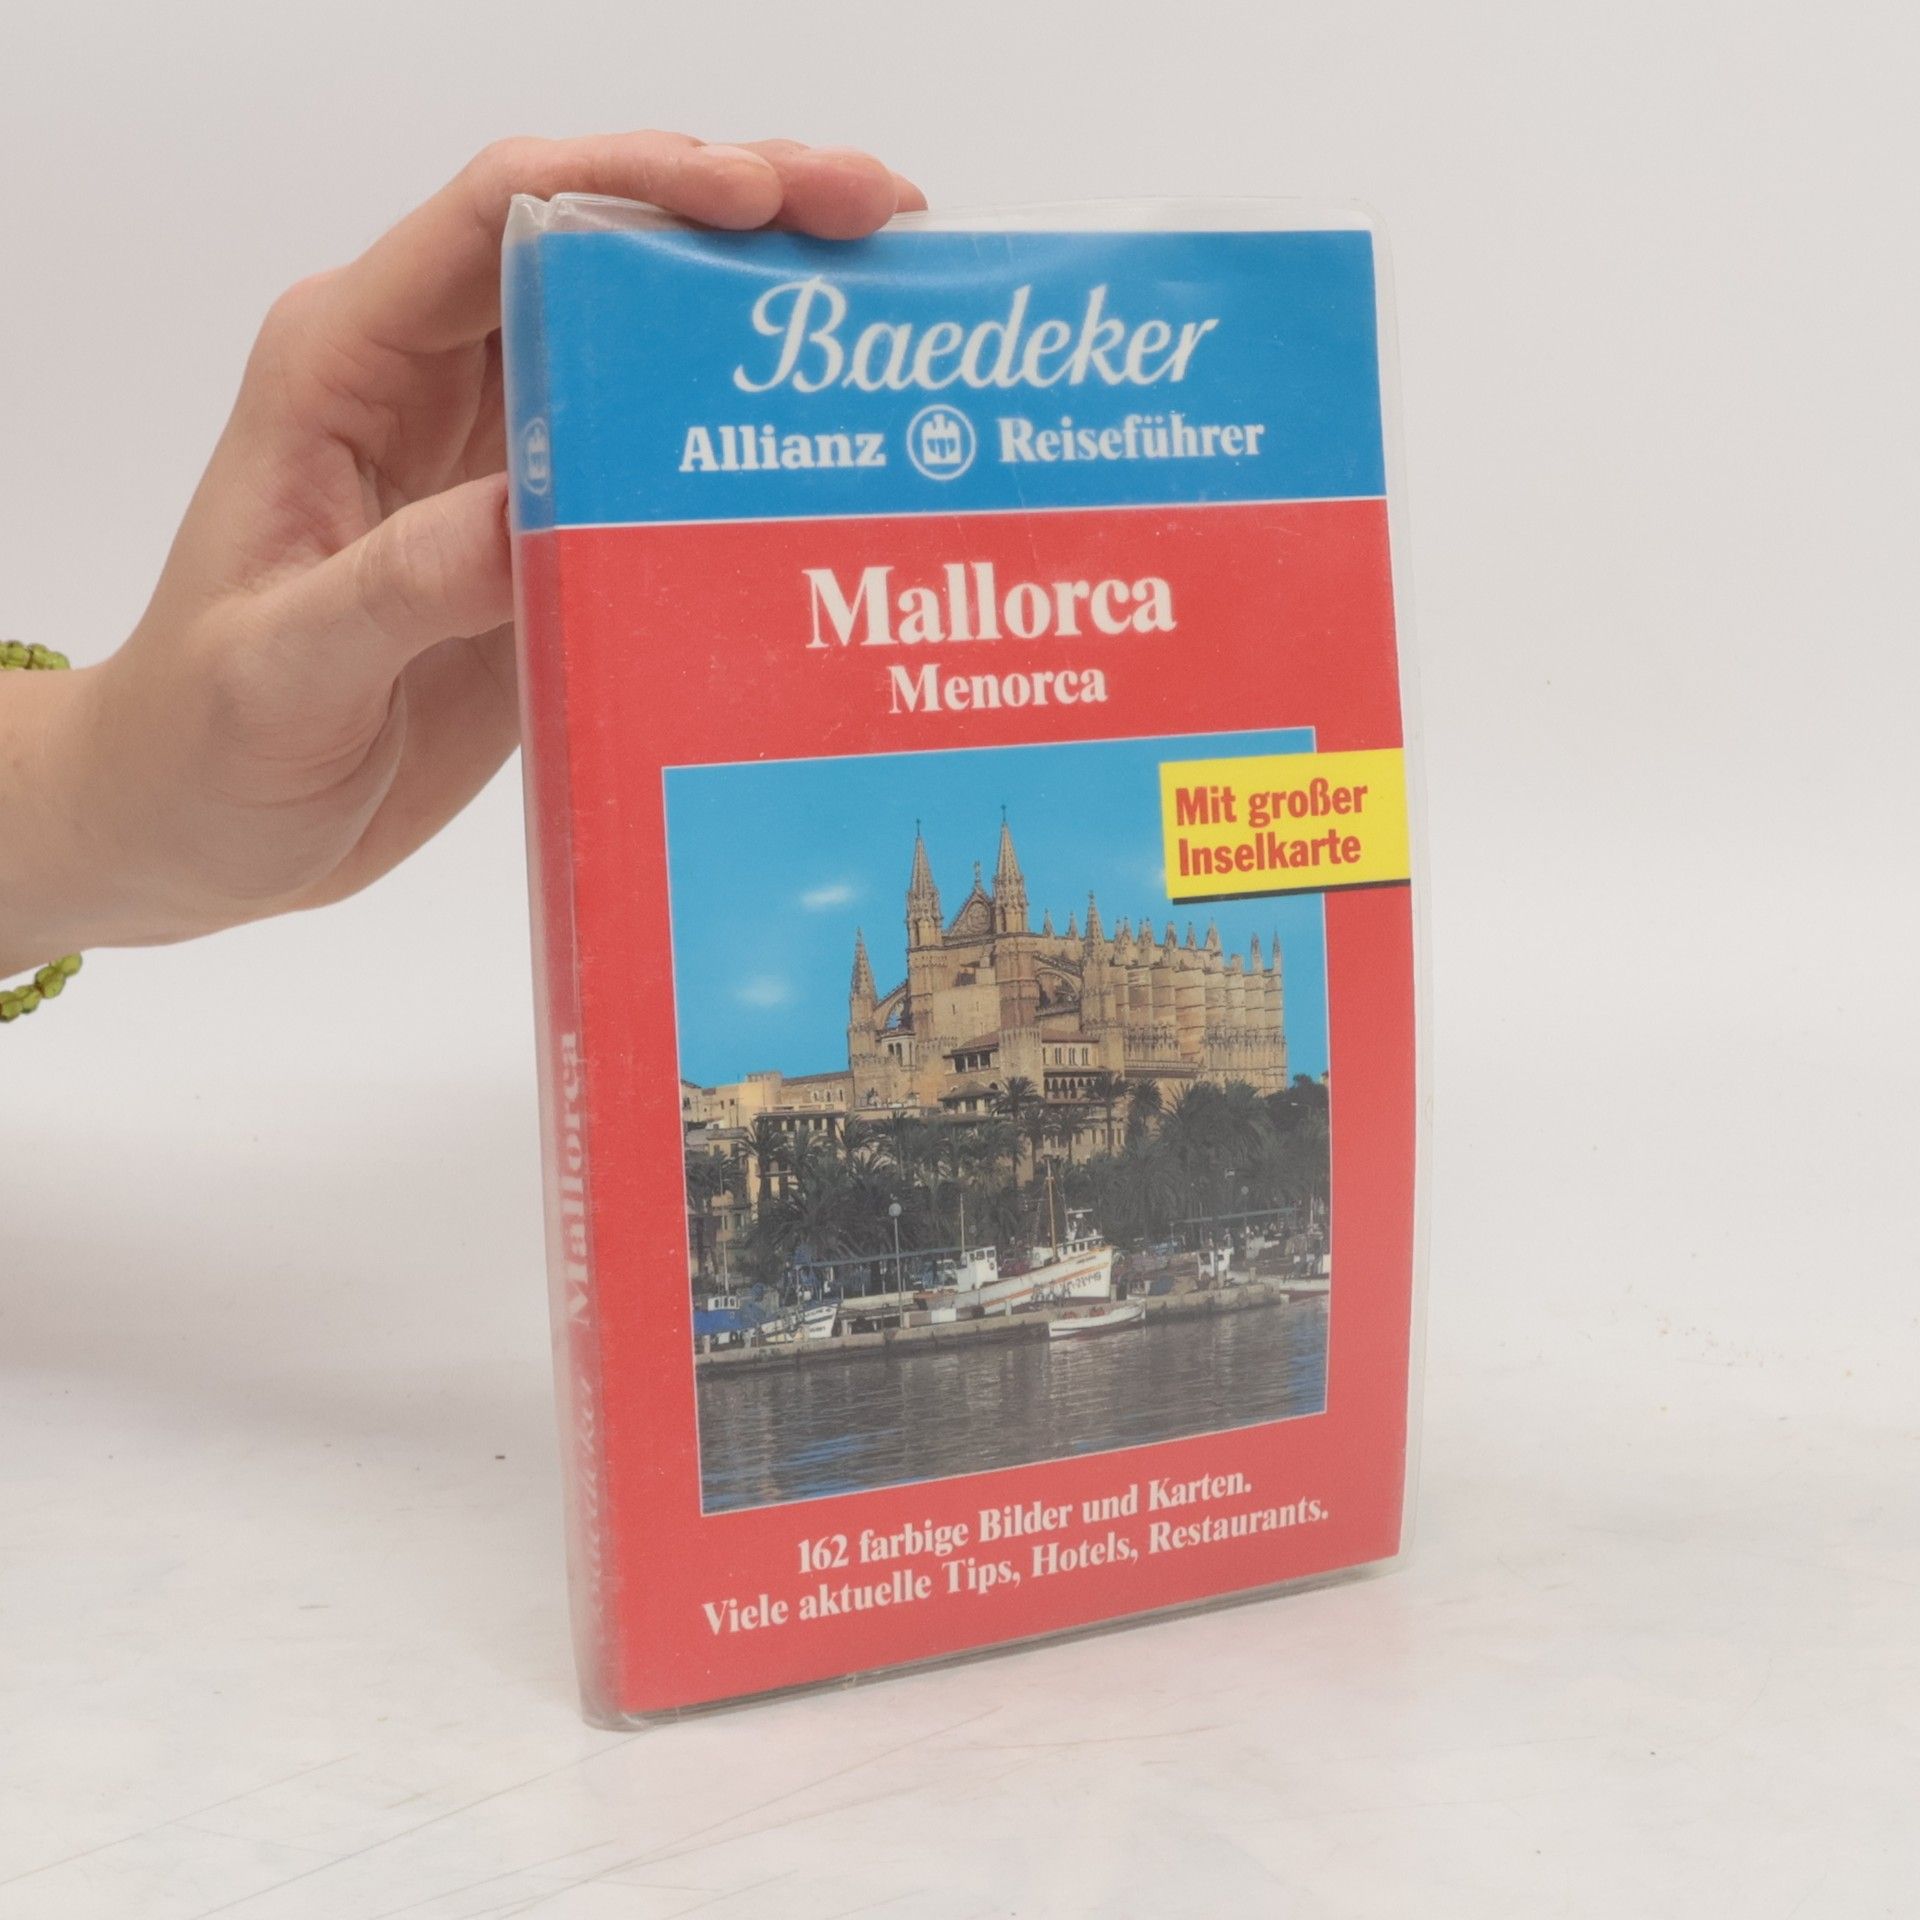 Baedeker
Allianz Reiseführer
Mallorca
Menorca
Mit großer
Inselkarte
162 farbige Bilder und Karten.
Viele aktuelle Tips, Hotels, Restaurants.
Baedeker Mallorca